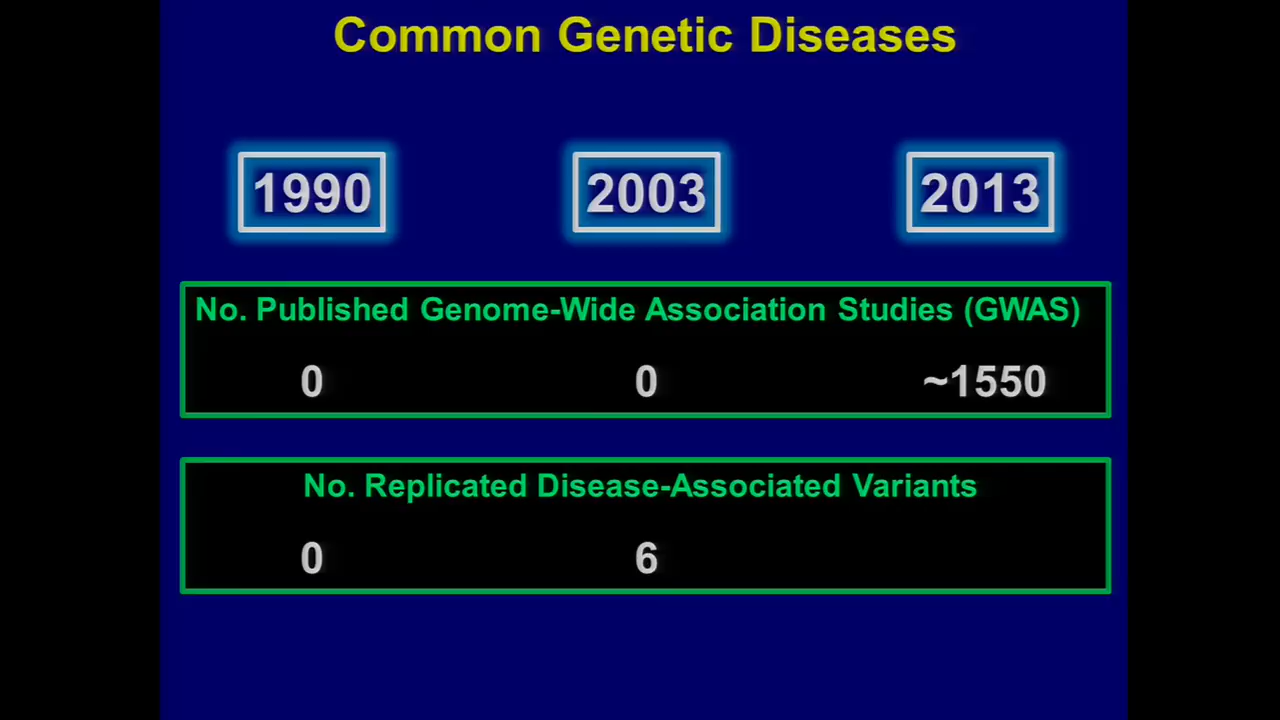 Common Genetic Diseases
1990 2003 2013
No. Published Genome-Wide Association Studies (GWAS)
0 0 ~1550
No. Replicated Disease-Associated Variants
0 6